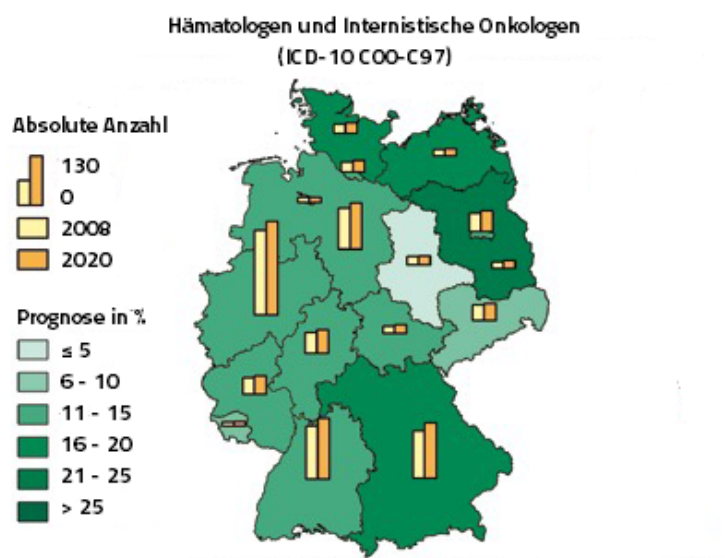 Hämatologen und Internistische Onkologen
(ICD-10 C00-C97)
Absolute Anzahl
130
0
2008
2020
Prognose in %
≤ 5
6 - 10
11 - 15
16 - 20
21 - 25
> 25